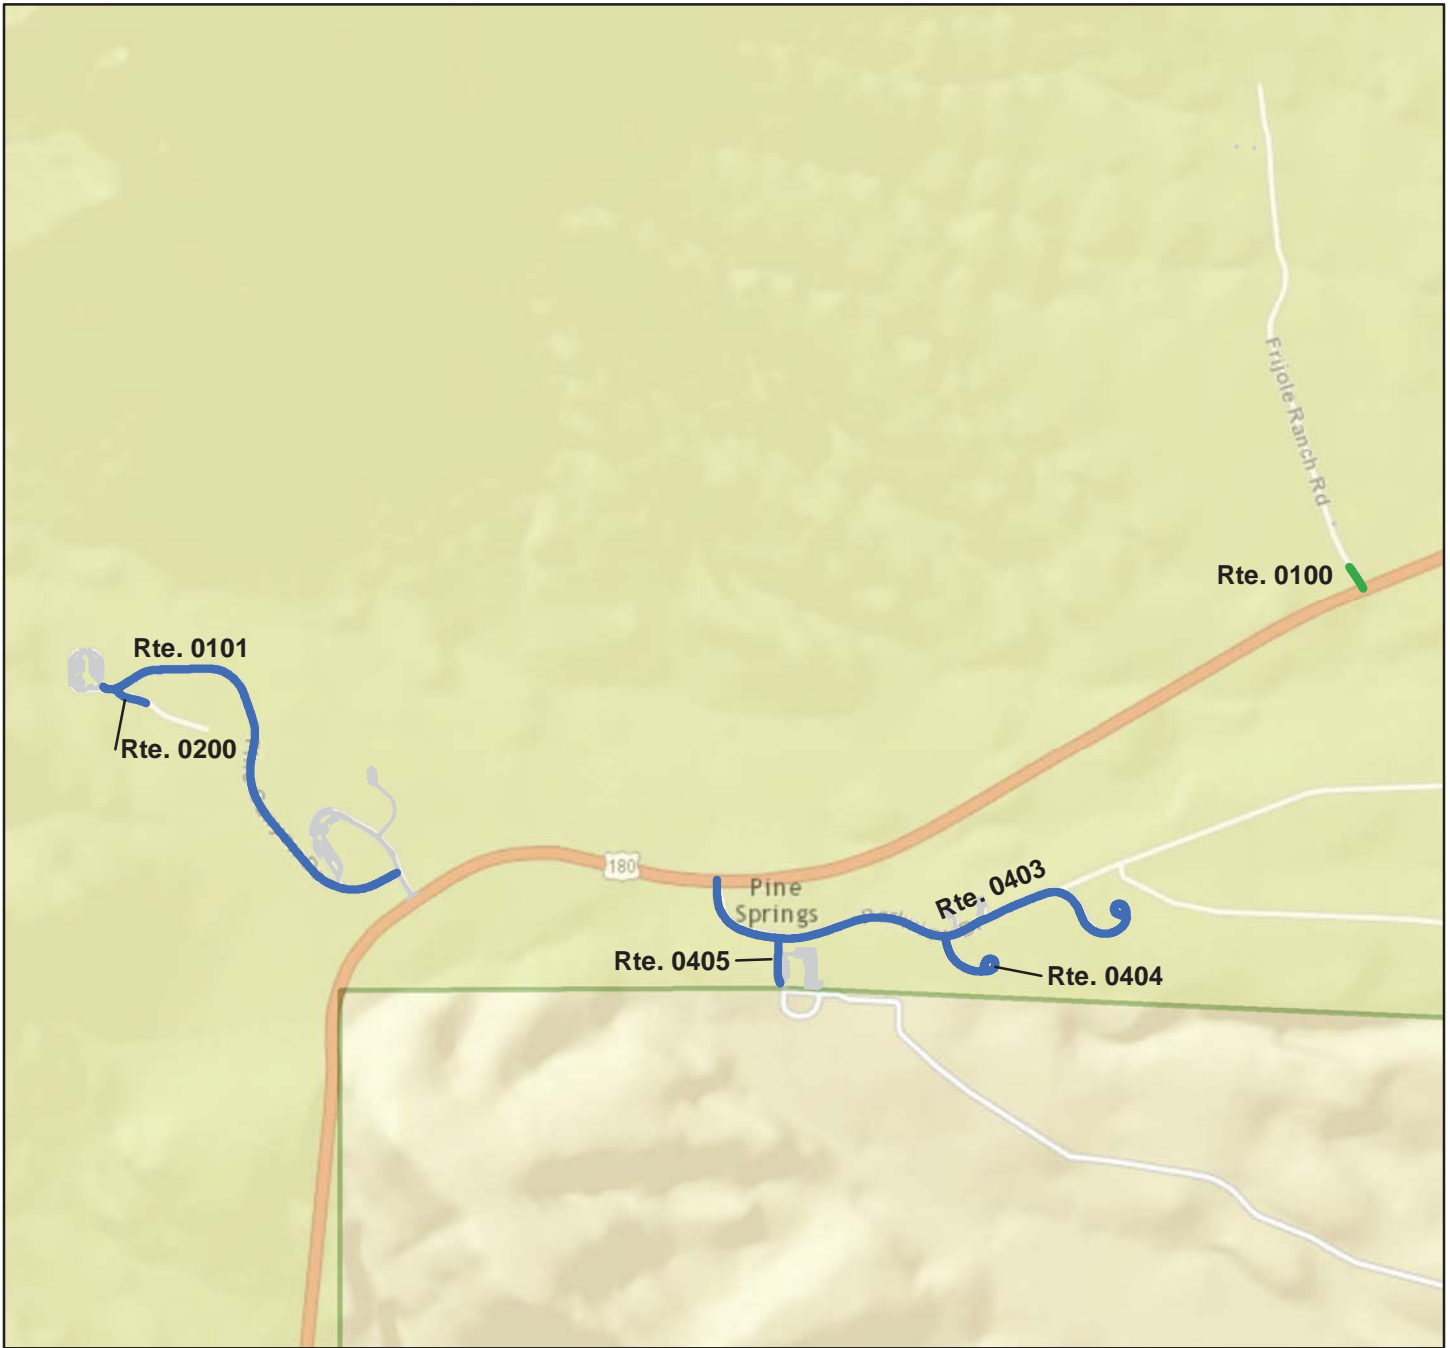 Frijole Ranch Rd
Rte. 0100
Rte. 0101
Rte. 0200
180
Pine
Springs
Rte. 0403
Rte. 0405
Rte. 0404